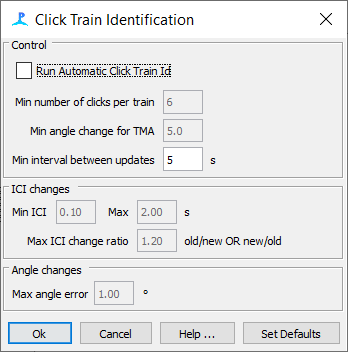 Click Train Identification
Control
Run Automatic Click Train Id
Min number of clicks per train 6
Min angle change for TMA 5.0
Min interval between updates 5 s
ICI changes
Min ICI 0.10 Max 2.00 s
Max ICI change ratio 1.20 old/new OR new/old
Angle changes
Max angle error 1.00 °
Ok Cancel Help ... Set Defaults